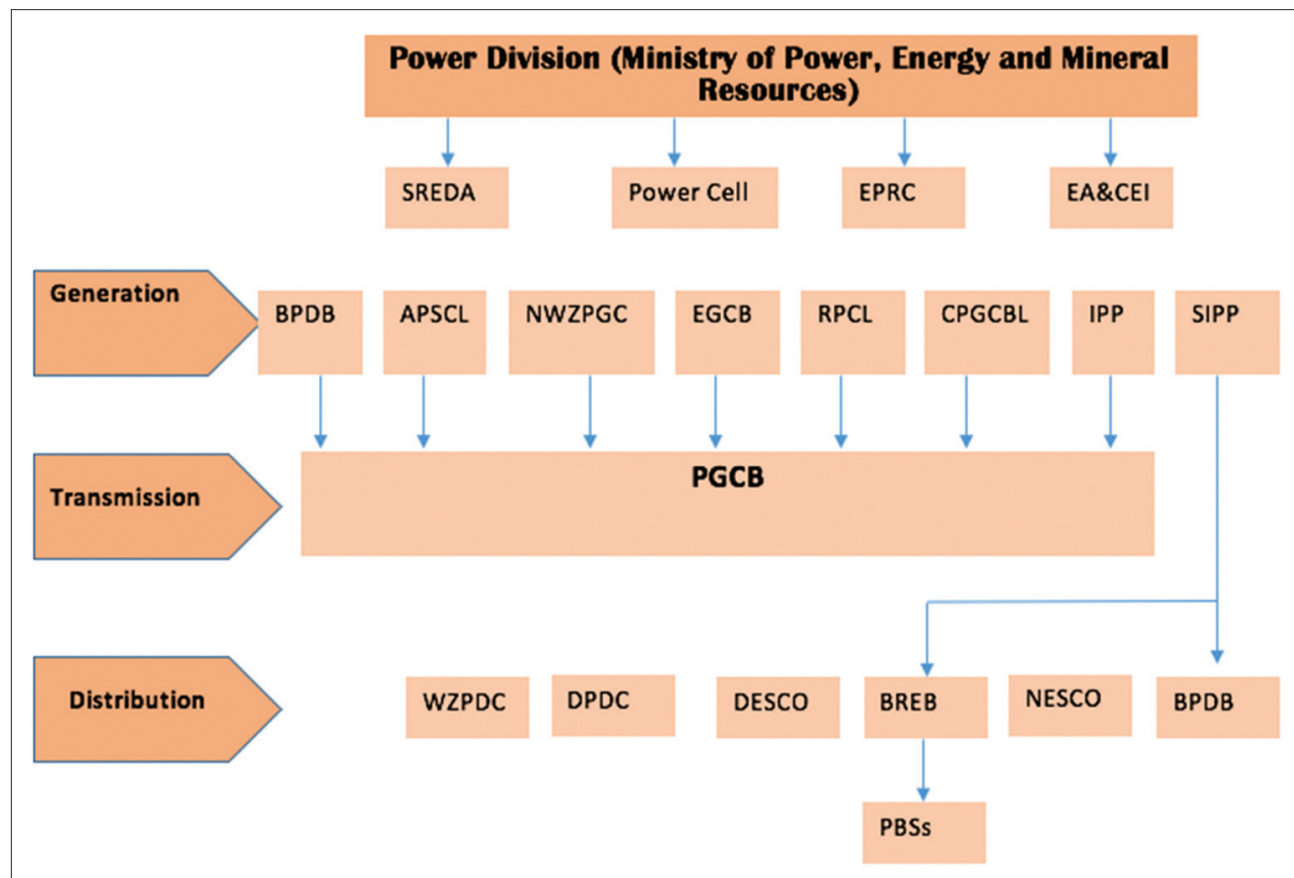 Power Division (Ministry of Power, Energy and Mineral
Resources)
SREDA
Power Cell
EPRC
EA&CEI
Generation
BPDB
APSCL
NWZPGC
EGCB
RPCL
CPGCBL
IPP
SIPP
Transmission
PGCB
Distribution
WZPDC
DPDC
DESCO
BREB
NESCO
BPDB
PBSs